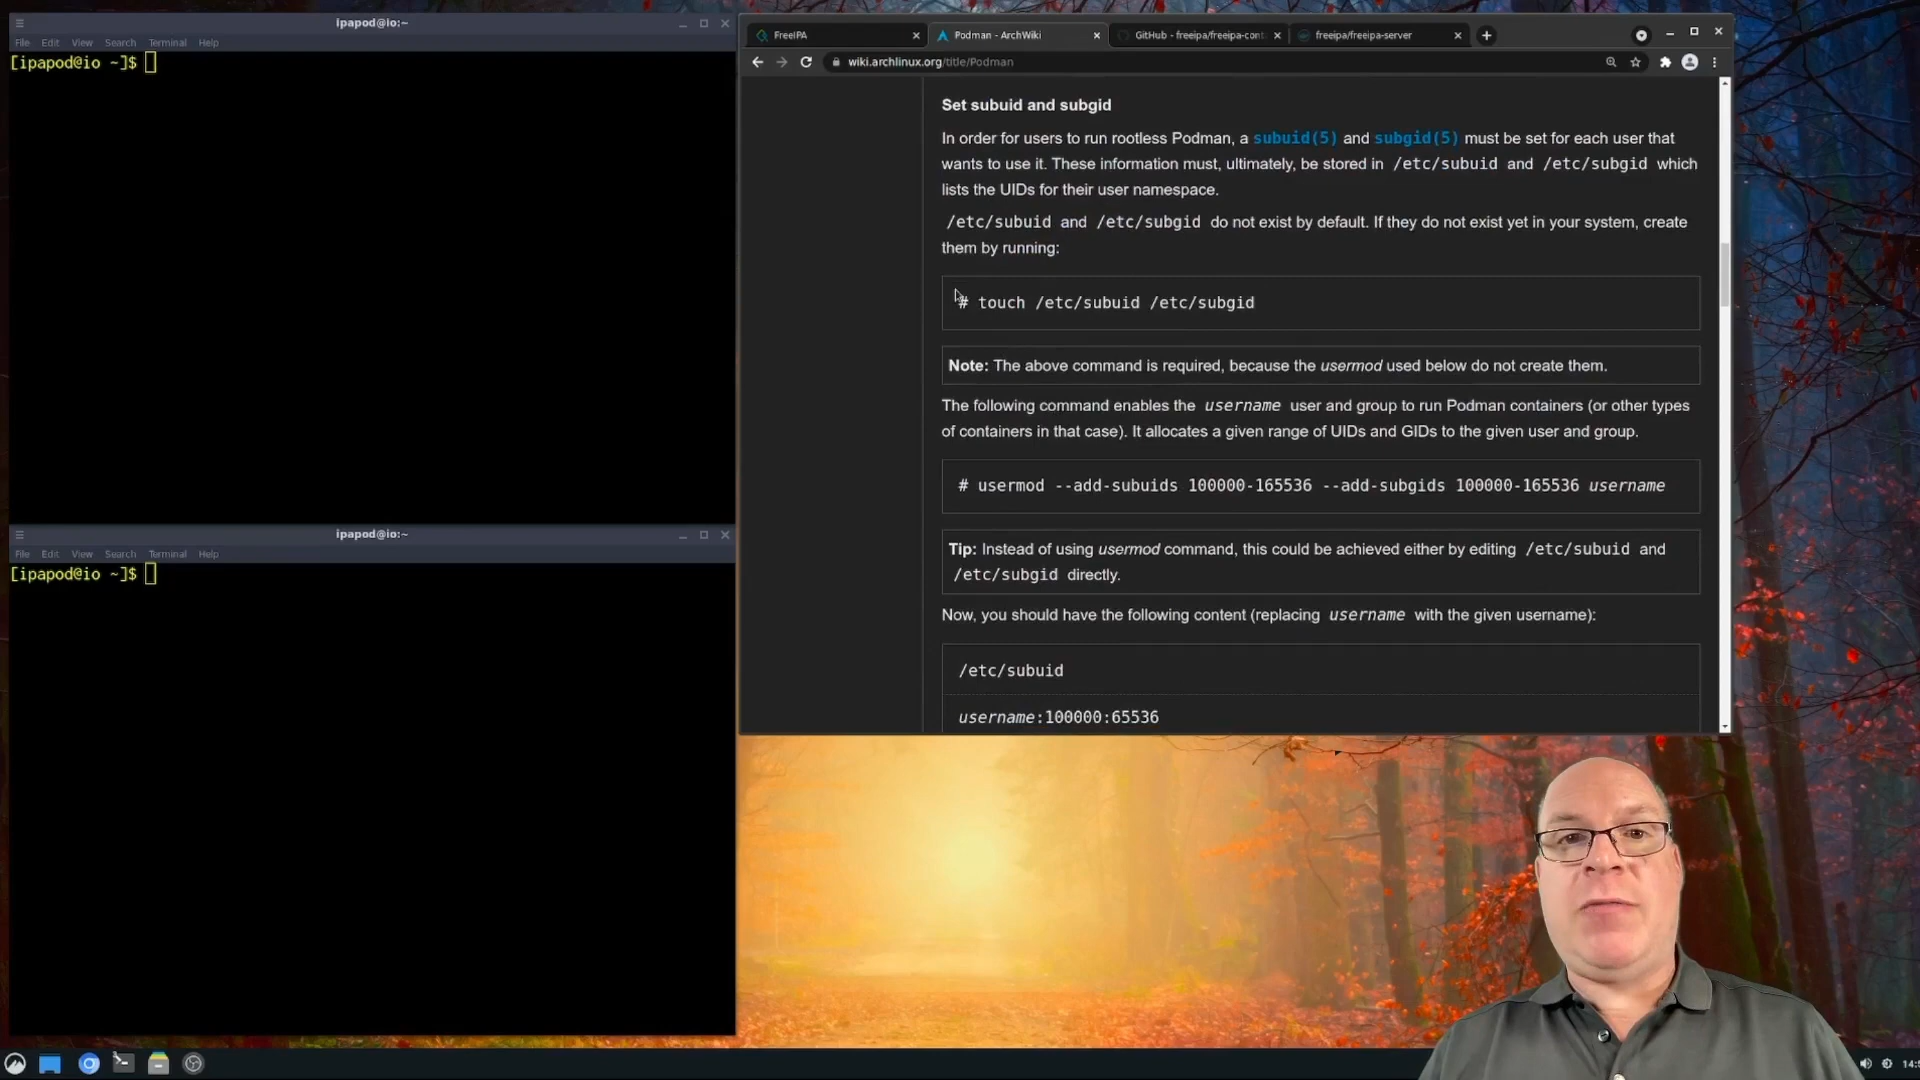 ipapod@io:~
File Edit View Search Terminal Help
[ipapod@io ~]$
ipapod@io:~
File Edit View Search Terminal Help
[ipapod@io ~]$
FreeIPA
Podman - ArchWiki
GitHub - freeipa/freeipa-cont
freeipa/freeipa-server
wiki.archlinux.org/title/Podman
Set subuid and subgid
In order for users to run rootless Podman, a subuid(5) and subgid(5) must be set for each user that
wants to use it. These information must, ultimately, be stored in /etc/subuid and /etc/subgid which
lists the UIDs for their user namespace.
/etc/subuid and /etc/subgid do not exist by default. If they do not exist yet in your system, create
them by running:
# touch /etc/subuid /etc/subgid
Note: The above command is required, because the usermod used below do not create them.
The following command enables the username user and group to run Podman containers (or other types
of containers in that case). It allocates a given range of UIDs and GIDs to the given user and group.
# usermod --add-subuids 100000-165536 --add-subgids 100000-165536 username
Tip: Instead of using usermod command, this could be achieved either by editing /etc/subuid and
/etc/subgid directly.
Now, you should have the following content (replacing username with the given username):
/etc/subuid
username:100000:65536